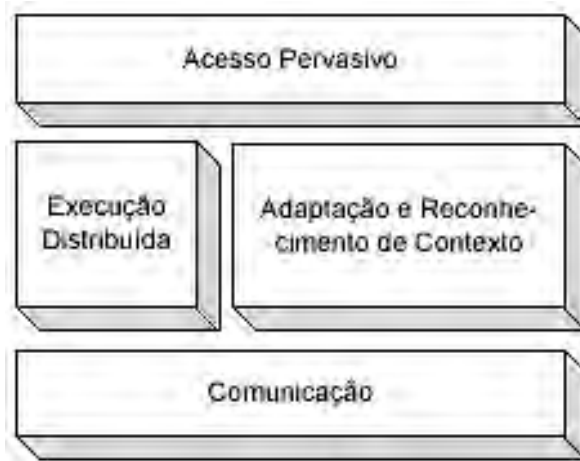 Acesso Pervasivo
Execução
Distribuída
Adaptação e Reconhe-
cimento de Contexto
Comunicação